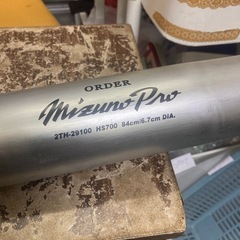 ORDER
Mizuno Pro
2TH-29100 HS700 84cm/6.7cm DIA.